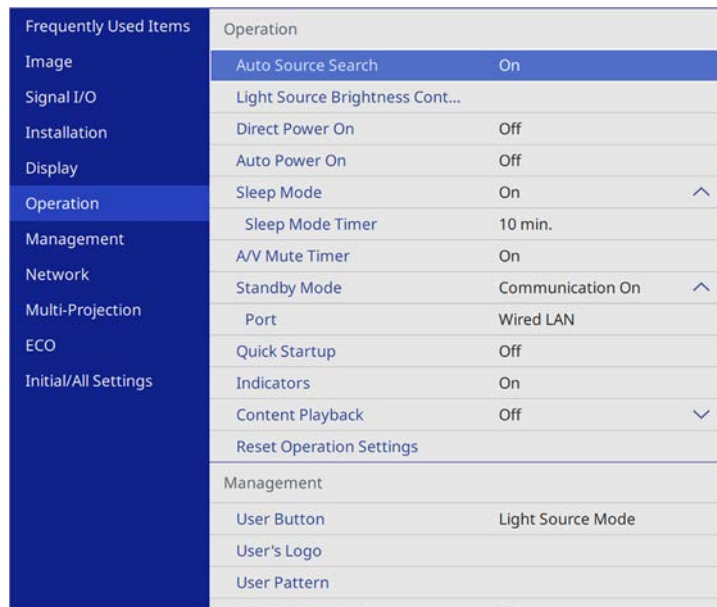 Frequently Used Items
Image
Signal I/O
Installation
Display
Operation
Management
Network
Multi-Projection
ECO
Initial/All Settings
Operation
Auto Source Search On
Light Source Brightness Cont...
Direct Power On Off
Auto Power On Off
Sleep Mode On
Sleep Mode Timer 10 min.
A/V Mute Timer On
Standby Mode Communication On
Port Wired LAN
Quick Startup Off
Indicators On
Content Playback Off
Reset Operation Settings
Management
User Button Light Source Mode
User's Logo
User Pattern